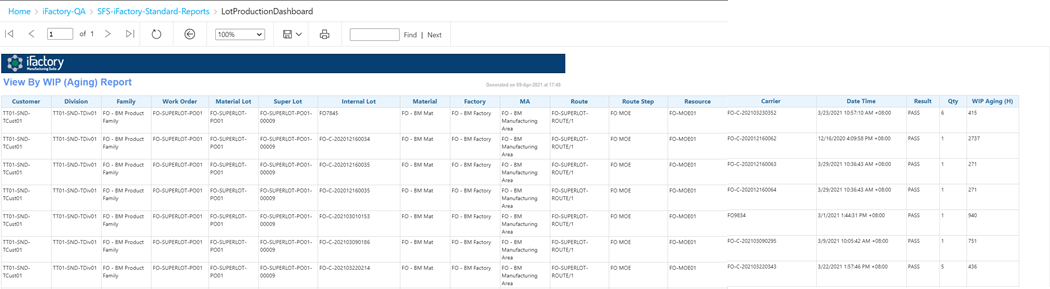 Home > iFactory-QA > SFS-iFactory-Standard-Reports > LotProductionDashboard
1 of 1 100% Find | Next
iFactory
Manufacturing Suite
View By WIP (Aging) Report
Generated on 09-Apr-2021 at 17:45
Customer Division Family Work Order Material Lot Super Lot Internal Lot Material Factory MA Route Route Step Resource Carrier Date Time Result Qty WIP Aging (H)
TT01-SND- TT01-SND-TDiv01 FO - BM Product FO-SUPERLOT-PO01 FO-SUPERLOT- FO-SUPERLOT-PO01- FO7845 FO - BM Mat FO - BM Factory FO - BM FO-SUPERLOT- FO MOE FO-MOE01 FO-C-202103230352 3/23/2021 10:57:10 AM +08:00 PASS 6 415
TCust01 Family PO01 00009 Manufacturing ROUTE/1
Area
TT01-SND- TT01-SND-TDiv01 FO - BM Product FO-SUPERLOT-PO01 FO-SUPERLOT- FO-SUPERLOT-PO01- FO-C-202012160034 FO - BM Mat FO - BM Factory FO - BM FO-SUPERLOT- FO MOE FO-MOE01 FO-C-202012160062 12/16/2020 4:09:58 PM +08:00 PASS 1 2737
TCust01 Family PO01 00009 Manufacturing ROUTE/1
Area
TT01-SND- TT01-SND-TDiv01 FO - BM Product FO-SUPERLOT-PO01 FO-SUPERLOT- FO-SUPERLOT-PO01- FO-C-202012160035 FO - BM Mat FO - BM Factory FO - BM FO-SUPERLOT- FO MOE FO-MOE01 FO-C-202012160063 3/29/2021 10:36:43 AM +08:00 PASS 1 271
TCust01 Family PO01 00009 Manufacturing ROUTE/1
Area
TT01-SND- TT01-SND-TDiv01 FO - BM Product FO-SUPERLOT-PO01 FO-SUPERLOT- FO-SUPERLOT-PO01- FO-C-202012160035 FO - BM Mat FO - BM Factory FO - BM FO-SUPERLOT- FO MOE FO-MOE01 FO-C-202012160064 3/29/2021 10:36:43 AM +08:00 PASS 1 271
TCust01 Family PO01 00009 Manufacturing ROUTE/1
Area
TT01-SND- TT01-SND-TDiv01 FO - BM Product FO-SUPERLOT-PO01 FO-SUPERLOT- FO-SUPERLOT-PO01- FO-C-202103010153 FO - BM Mat FO - BM Factory FO - BM FO-SUPERLOT- FO MOE FO-MOE01 FO9E34 3/1/2021 1:44:31 PM +08:00 PASS 1 940
TCust01 Family PO01 00009 Manufacturing ROUTE/1
Area
TT01-SND- TT01-SND-TDiv01 FO - BM Product FO-SUPERLOT-PO01 FO-SUPERLOT- FO-SUPERLOT-PO01- FO-C-202103090186 FO - BM Mat FO - BM Factory FO - BM FO-SUPERLOT- FO MOE FO-MOE01 FO-C-202103090295 3/9/2021 10:05:42 AM +08:00 PASS 1 751
TCust01 Family PO01 00009 Manufacturing ROUTE/1
Area
TT01-SND- TT01-SND-TDiv01 FO - BM Product FO-SUPERLOT-PO01 FO-SUPERLOT- FO-SUPERLOT-PO01- FO-C-202103220214 FO - BM Mat FO - BM Factory FO - BM FO-SUPERLOT- FO MOE FO-MOE01 FO-C-202103220343 3/22/2021 1:57:46 PM +08:00 PASS 5 436
TCust01 Family PO01 00009 Manufacturing ROUTE/1
Area